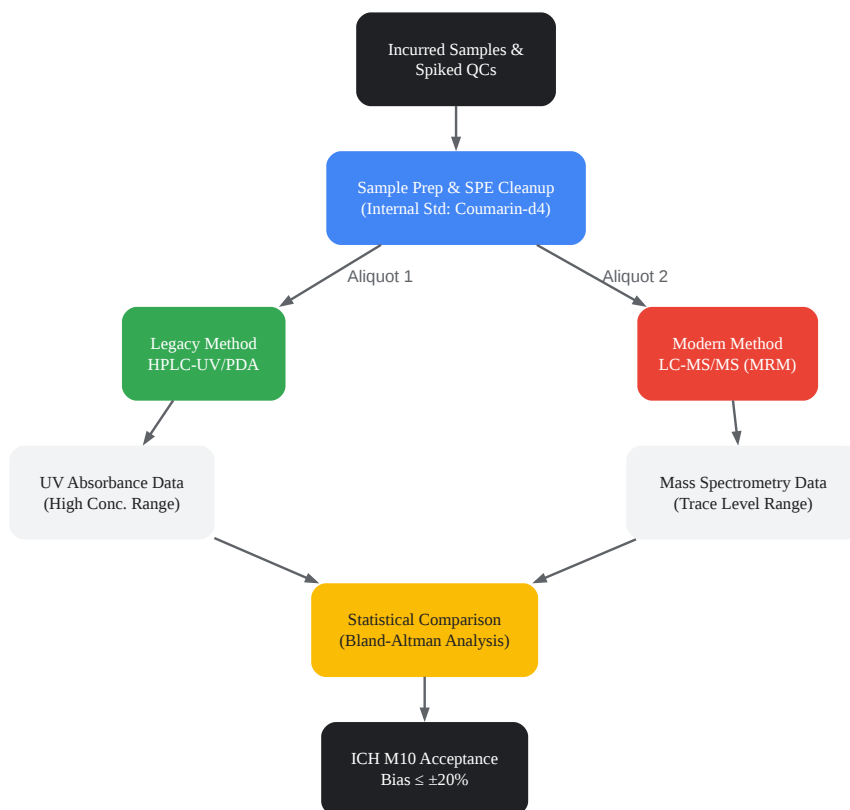 Incurred Samples &
Spiked QCs
Sample Prep & SPE Cleanup
(Internal Std: Coumarin-d4)
Aliquot 1
Aliquot 2
Legacy Method
HPLC-UV/PDA
Modern Method
LC-MS/MS (MRM)
UV Absorbance Data
(High Conc. Range)
Mass Spectrometry Data
(Trace Level Range)
Statistical Comparison
(Bland-Altman Analysis)
ICH M10 Acceptance
Bias ≤ ±20%